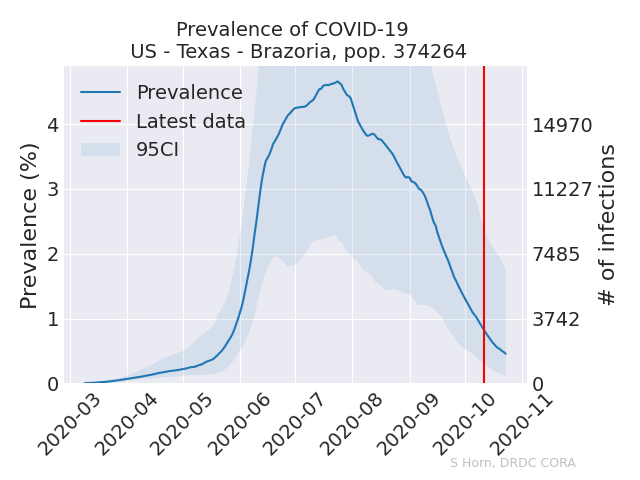 Prevalence of COVID-19
US - Texas - Brazoria, pop. 374264
Prevalence
Latest data
95CI
Prevalence (%)
4
3
2
1
0
14970
11227
7485
3742
0
# of infections
2020-03
2020-04
2020-05
2020-06
2020-07
2020-08
2020-09
2020-10
2020-11
S Horn, DRDC CORA